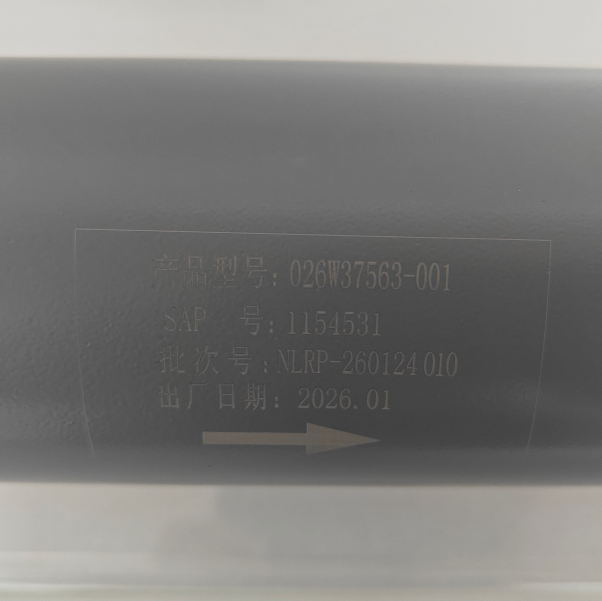 产品型号: 026W37563-001
SAP 号: 1154531
批次号: NLRP-260124010
出厂日期: 2026.01